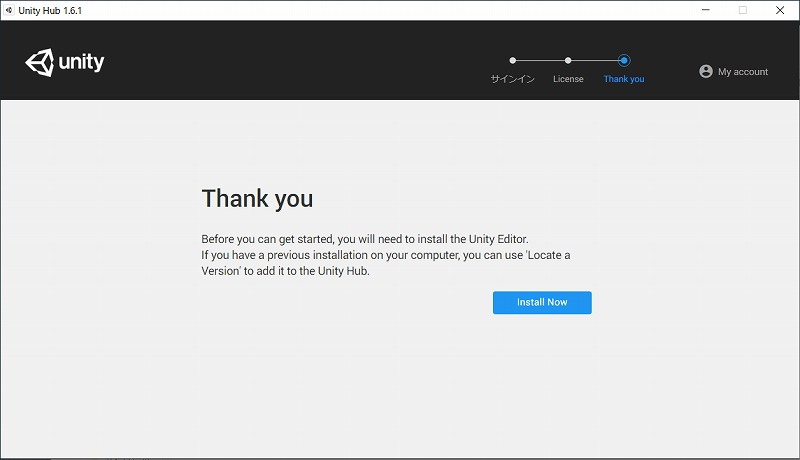 Unity Hub 1.6.1
unity
サインイン
License
Thank you
My account
Thank you
Before you can get started, you will need to install the Unity Editor.
If you have a previous installation on your computer, you can use 'Locate a
Version' to add it to the Unity Hub.
Install Now